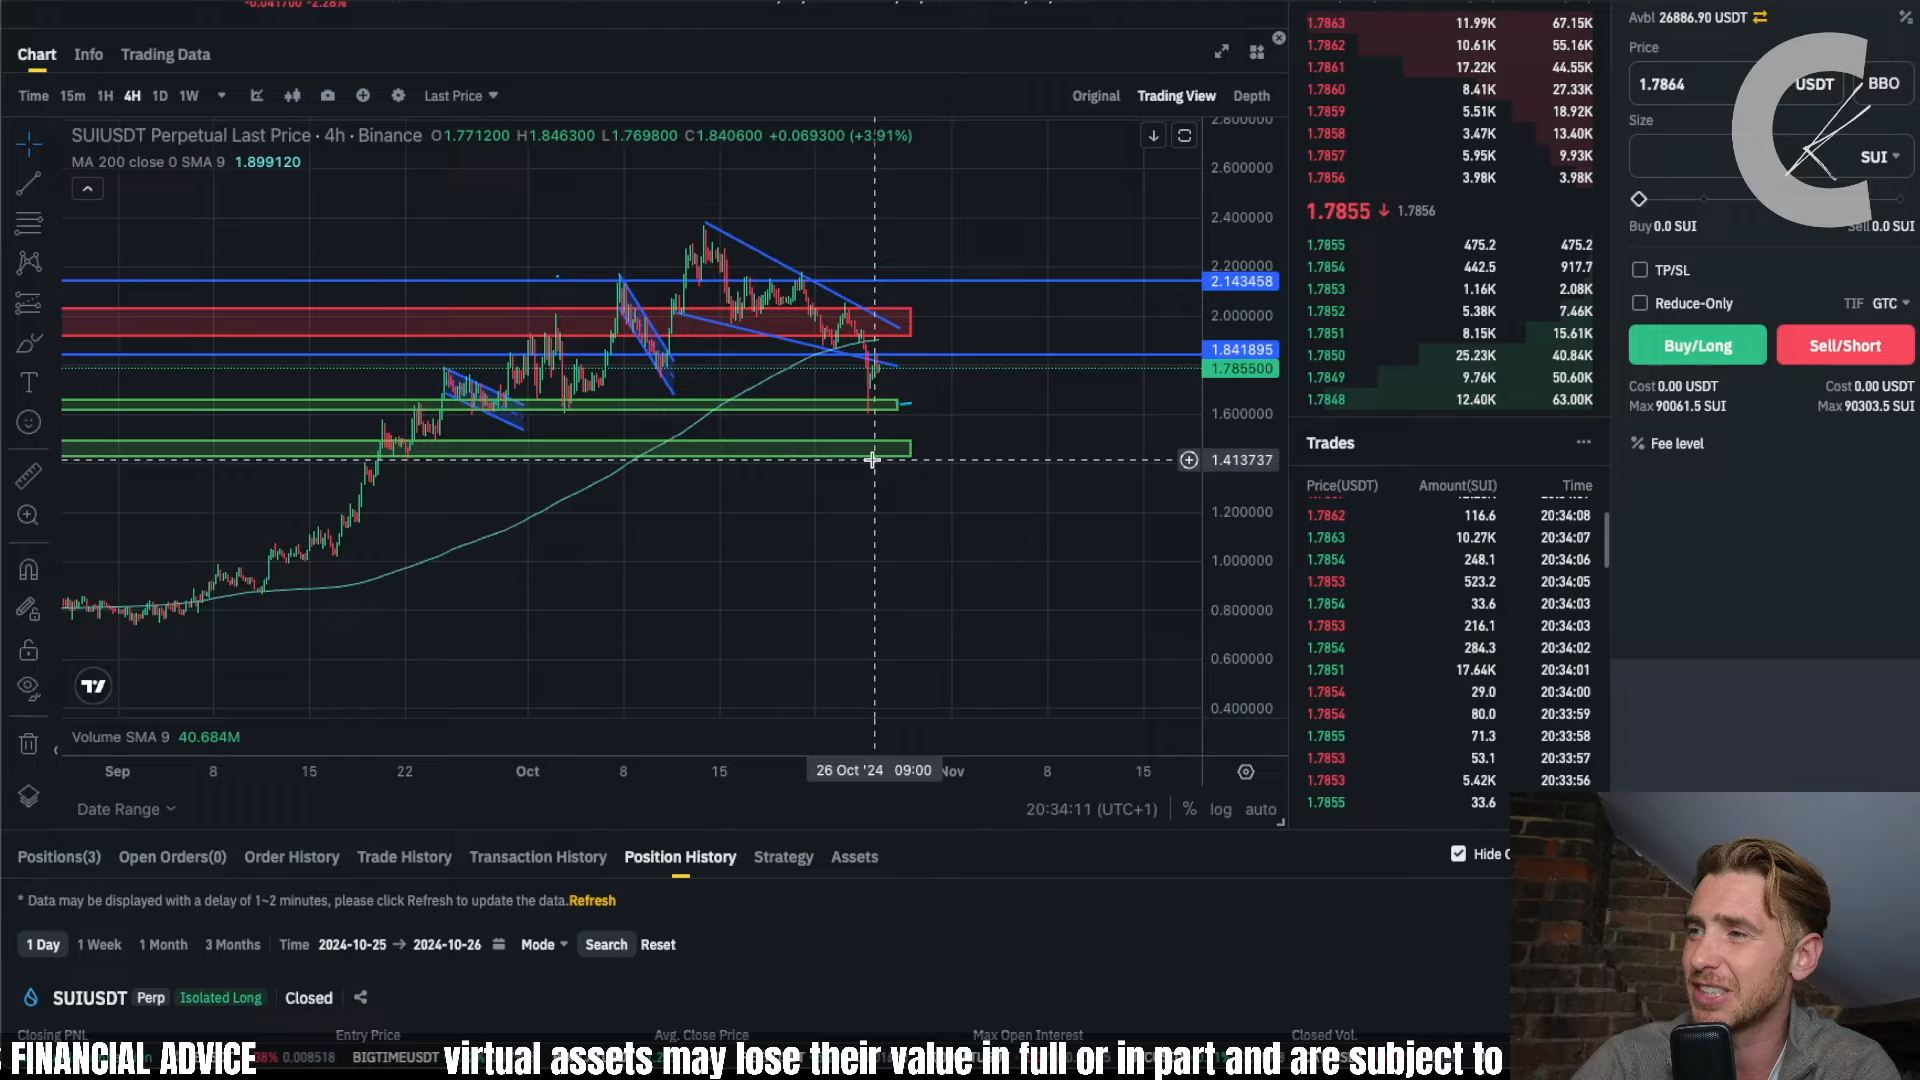 -0.041700 -2.28%
Chart Info Trading Data
Time 15m 1H 4H 1D 1W Last Price Original Trading View Depth
SUIUSDT Perpetual Last Price · 4h · Binance O1.771200 H1.846300 L1.769800 C1.840600 +0.069300 (+3.91%)
MA 200 close 0 SMA 9 1.899120
2.800000
2.600000
2.400000
2.200000
2.143458
2.000000
1.841895
1.785500
1.600000
1.413737
1.200000
1.000000
0.800000
0.600000
0.400000
Volume SMA 9 40.684M
Sep 8 15 22 Oct 8 15 26 Oct '24 09:00 Nov 8 15
Date Range 20:34:11 (UTC+1) % log auto
1.7863 11.99K 67.15K
1.7862 10.61K 55.16K
1.7861 17.22K 44.55K
1.7860 8.41K 27.33K
1.7859 5.51K 18.92K
1.7858 3.47K 13.40K
1.7857 5.95K 9.93K
1.7856 3.98K 3.98K
1.7855 1.7856
1.7855 475.2 475.2
1.7854 442.5 917.7
1.7853 1.16K 2.08K
1.7852 5.38K 7.46K
1.7851 8.15K 15.61K
1.7850 25.23K 40.84K
1.7849 9.76K 50.60K
1.7848 12.40K 63.00K
Trades
Price(USDT) Amount(SUI) Time
1.7862 116.6 20:34:08
1.7863 10.27K 20:34:07
1.7854 248.1 20:34:06
1.7853 523.2 20:34:05
1.7854 33.6 20:34:03
1.7853 216.1 20:34:03
1.7854 284.3 20:34:02
1.7851 17.64K 20:34:01
1.7854 29.0 20:34:00
1.7854 80.0 20:33:59
1.7855 71.3 20:33:58
1.7853 53.1 20:33:57
1.7853 5.42K 20:33:56
1.7855 33.6
Avbl 26886.90 USDT
Price
1.7864 USDT BBO
Size
SUI
Buy 0.0 SUI Sell 0.0 SUI
TP/SL
Reduce-Only TIF GTC
Buy/Long Sell/Short
Cost 0.00 USDT Cost 0.00 USDT
Max 90061.5 SUI Max 90303.5 SUI
Fee level
Positions(3) Open Orders(0) Order History Trade History Transaction History Position History Strategy Assets Hide
* Data may be displayed with a delay of 1~2 minutes, please click Refresh to update the data.Refresh
1 Day 1 Week 1 Month 3 Months Time 2024-10-25 → 2024-10-26 Mode Search Reset
SUIUSDT Perp Isolated Long Closed
Closing PNL Entry Price Avg. Close Price Max Open Interest Closed Vol.
0.008518 BIGTIMEUSDT
FINANCIAL ADVICE virtual assets may lose their value in full or in part and are subject to